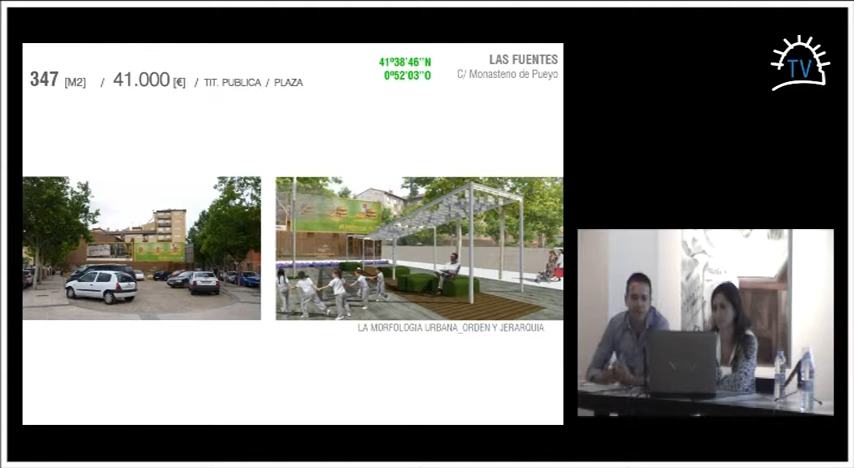 347 [M2] / 41.000 [€] / TIT. PUBLICA / PLAZA
41º38'46''N
0º52'03''O
LAS FUENTES
C/ Monasterio de Pueyo
LA MORFOLOGIA URBANA_ORDEN Y JERARQUIA
TV